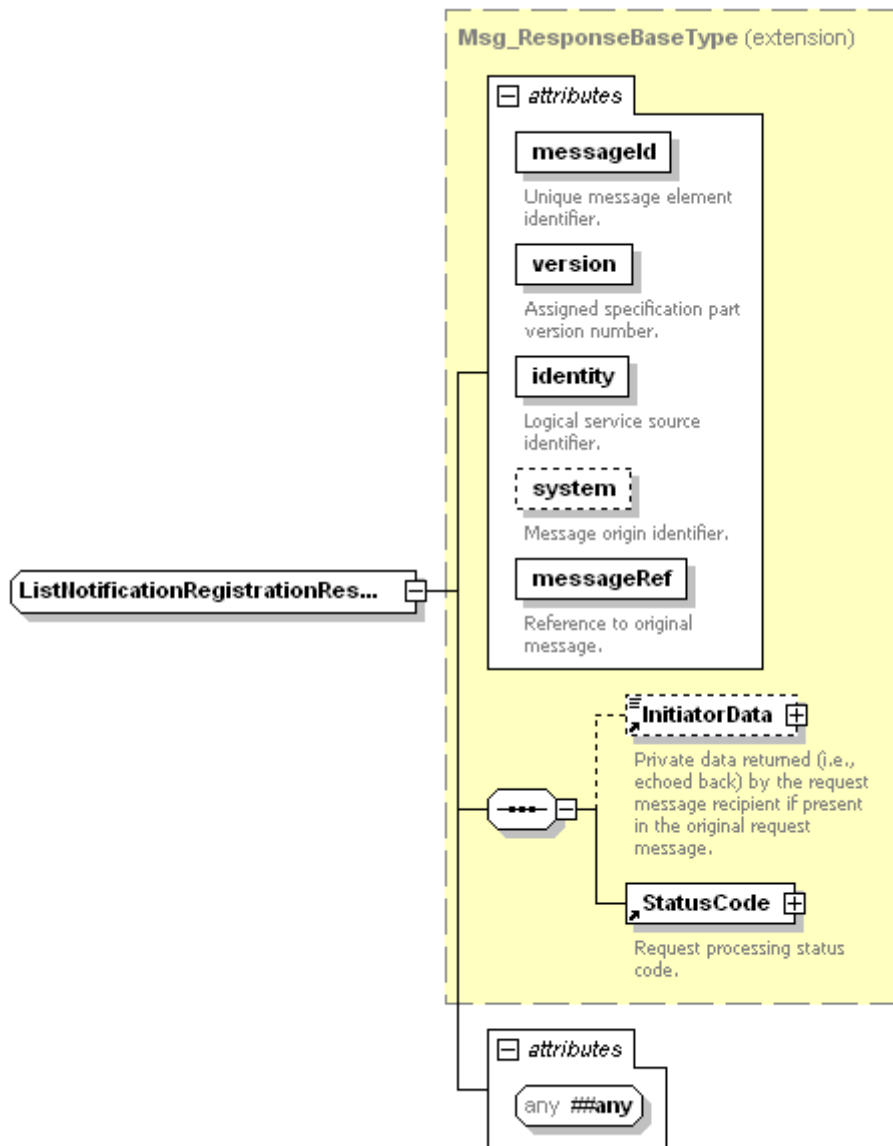 Msg_ResponseBaseType (extension)
attributes
messageId
Unique message element
identifier.
version
Assigned specification part
version number.
identity
Logical service source
identifier.
system
Message origin identifier.
messageRef
Reference to original
message.
ListNotificationRegistrationRes...
InitiatorData
Private data returned (i.e.,
echoed back) by the request
message recipient if present
in the original request
message.
StatusCode
Request processing status
code.
attributes
any ##any